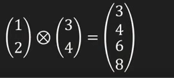 (1 2) ⊗ (3 4) = (3 4 6 8)